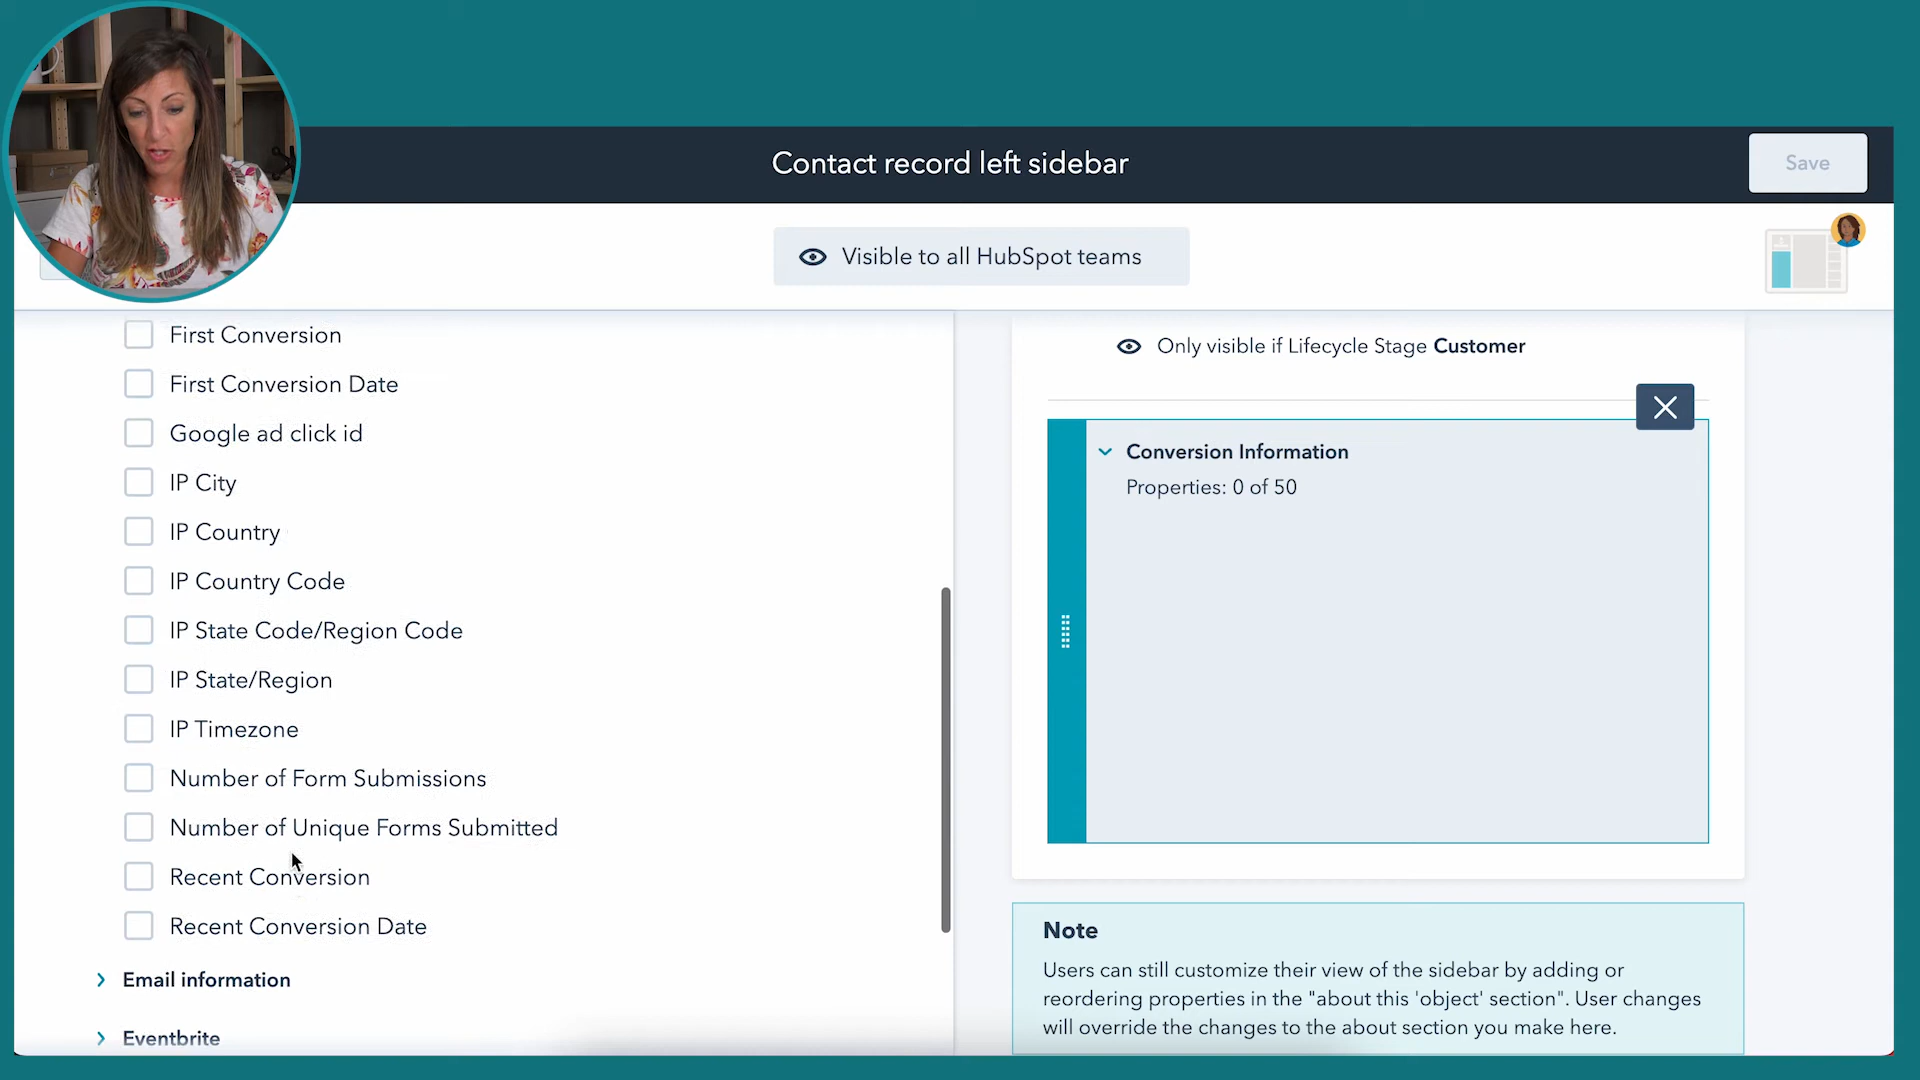 Contact record left sidebar
Save
Visible to all HubSpot teams
First Conversion
First Conversion Date
Google ad click id
IP City
IP Country
IP Country Code
IP State Code/Region Code
IP State/Region
IP Timezone
Number of Form Submissions
Number of Unique Forms Submitted
Recent Conversion
Recent Conversion Date
Email information
Eventbrite
Only visible if Lifecycle Stage Customer
Conversion Information
Properties: 0 of 50
Note
Users can still customize their view of the sidebar by adding or
reordering properties in the "about this 'object' section". User changes
will override the changes to the about section you make here.